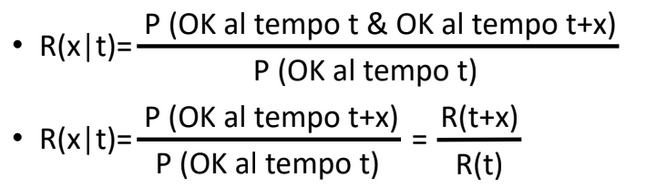 • R(x|t)= P (OK al tempo t & OK al tempo t+x) / P (OK al tempo t)
• R(x|t)= P (OK al tempo t+x) / P (OK al tempo t) = R(t+x) / R(t)